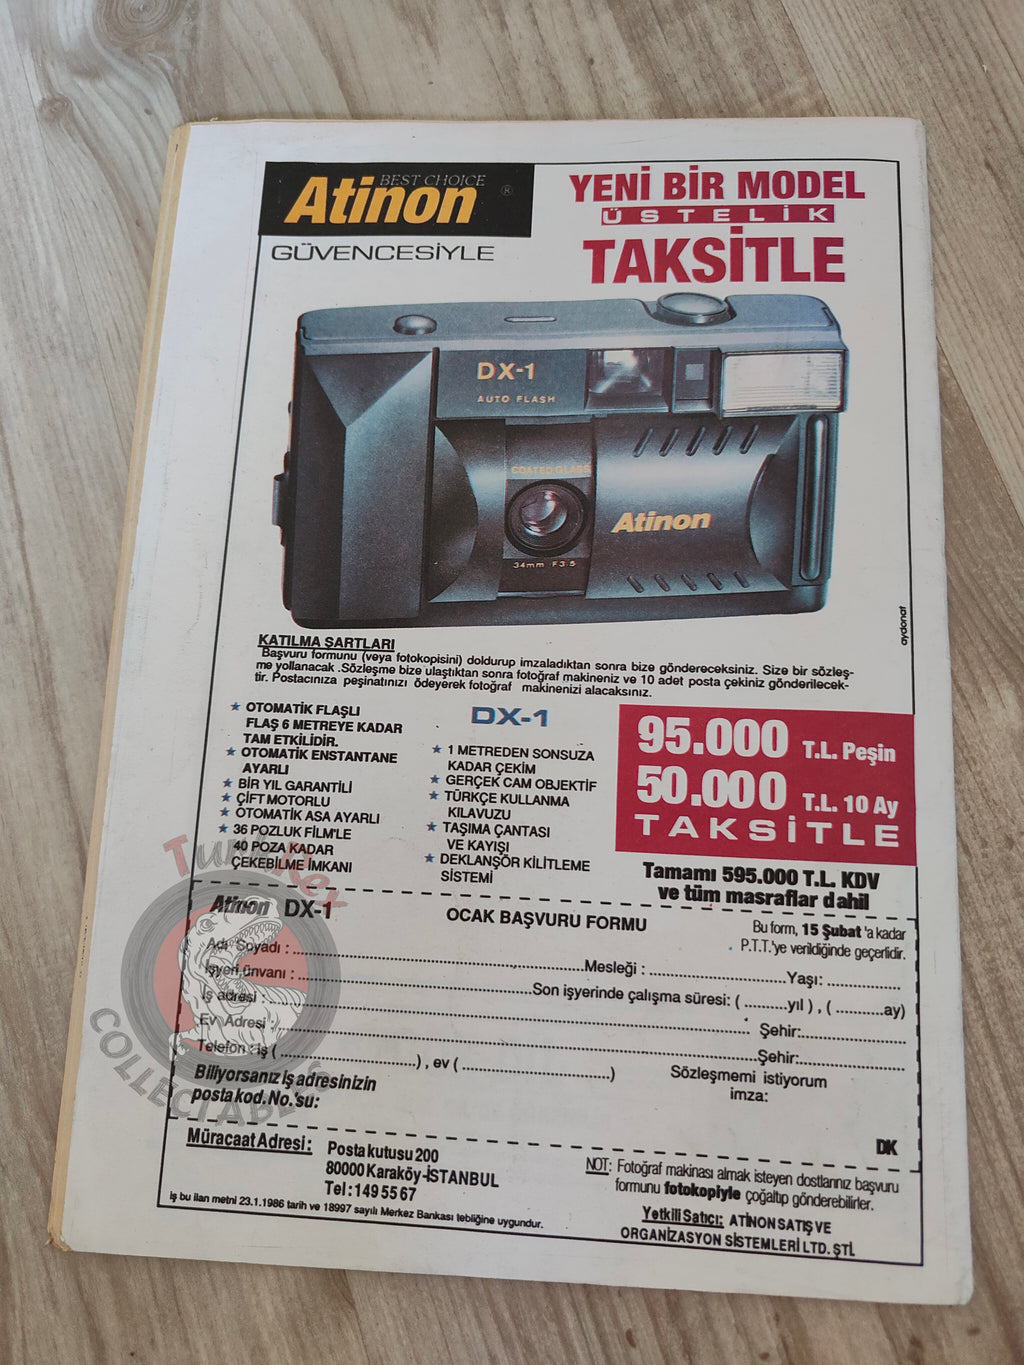 BEST CHOICE
Atinon ®
GÜVENCESİYLE
YENİ BİR MODEL
ÜSTELİK
TAKSİTLE
DX-1
AUTO FLASH
COATED GLASS
Atinon
34mm F3.5
aydonat
KATILMA ŞARTLARI
Başvuru formunu (veya fotokopisini) doldurup imzaladıktan sonra bize göndereceksiniz. Size bir sözleş-
me yollanacak .Sözleşme bize ulaştıktan sonra fotoğraf makineniz ve 10 adet posta çekiniz gönderilecek-
tir. Postacınıza peşinatınızı ödeyerek fotoğraf makinenizi alacaksınız.
★ OTOMATİK FLAŞLI
FLAŞ 6 METREYE KADAR
TAM ETKİLİDİR.
★ OTOMATİK ENSTANTANE
AYARLI
★ BİR YIL GARANTİLİ
★ ÇİFT MOTORLU
★ OTOMATİK ASA AYARLI
★ 36 POZLUK FİLM'LE
40 POZA KADAR
ÇEKEBİLME İMKANI
DX-1
★ 1 METREDEN SONSUZA
KADAR ÇEKİM
★ GERÇEK CAM OBJEKTİF
★ TÜRKÇE KULLANMA
KILAVUZU
★ TAŞIMA ÇANTASI
VE KAYIŞI
★ DEKLANŞÖR KİLİTLEME
SİSTEMİ
95.000 T.L. Peşin
50.000 T.L. 10 Ay
TAKSİTLE
Tamamı 595.000 T.L. KDV
ve tüm masraflar dahil
Atinon DX-1
OCAK BAŞVURU FORMU
Bu form, 15 Şubat 'a kadar
P.T.T.'ye verildiğinde geçerlidir.
Adı Soyadı : ........ Mesleği : ........ Yaşı: ........
İşyeri ünvanı : ........ Son işyerinde çalışma süresi: ( ........yıl ) , ( ........ay)
İş adresi : ........ Şehir: ........
Ev Adresi : ........ Şehir: ........
Telefon : iş ( ........ ) , ev ( ........ )
Sözleşmemi istiyorum
imza:
Biliyorsanız iş adresinizin
posta kod. No.'su:
DK
Müracaat Adresi : Posta kutusu 200
80000 Karaköy-İSTANBUL
Tel : 149 55 67
NOT: Fotoğraf makinası almak isteyen dostlarınız başvuru
formunu fotokopiyle çoğaltıp gönderebilirler.
Yetkili Satıcı: ATİNON SATIŞ VE
ORGANİZASYON SİSTEMLERİ LTD. ŞTİ.
iş bu ilan metni 23.1.1986 tarih ve 18997 sayılı Merkez Bankası tebliğine uygundur.